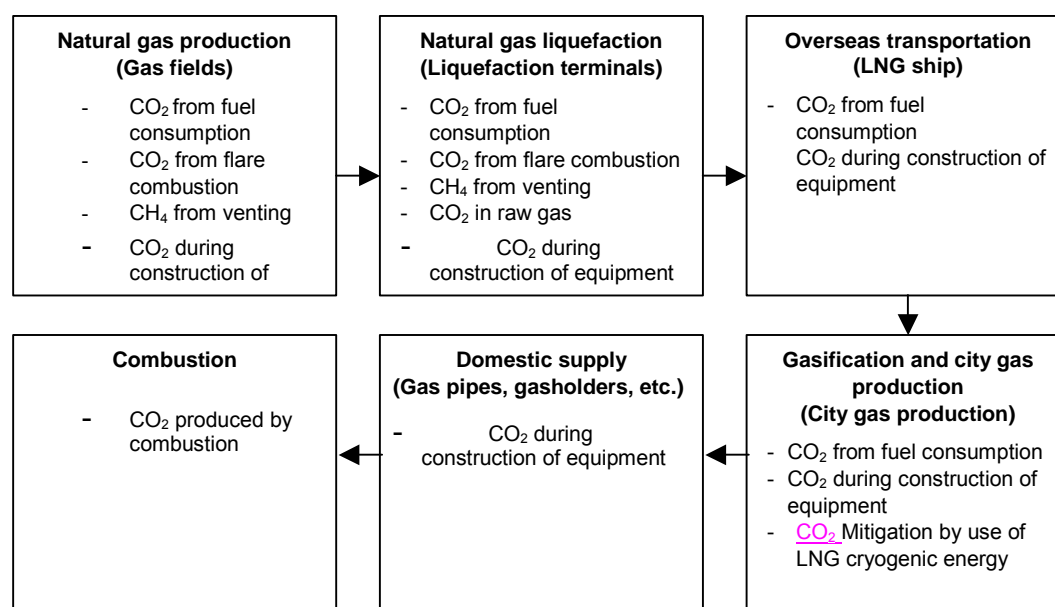 Natural gas production
(Gas fields)
- CO₂ from fuel
consumption
- CO₂ from flare
combustion
- CH₄ from venting
- CO₂ during
construction of
Natural gas liquefaction
(Liquefaction terminals)
- CO₂ from fuel
consumption
- CO₂ from flare combustion
- CH₄ from venting
- CO₂ in raw gas
- CO₂ during
construction of equipment
Overseas transportation
(LNG ship)
- CO₂ from fuel
consumption
CO₂ during construction of
equipment
Combustion
- CO₂ produced by
combustion
Domestic supply
(Gas pipes, gasholders, etc.)
- CO₂ during
construction of equipment
Gasification and city gas
production
(City gas production)
- CO₂ from fuel consumption
- CO₂ during construction of
equipment
- CO₂ Mitigation by use of
LNG cryogenic energy